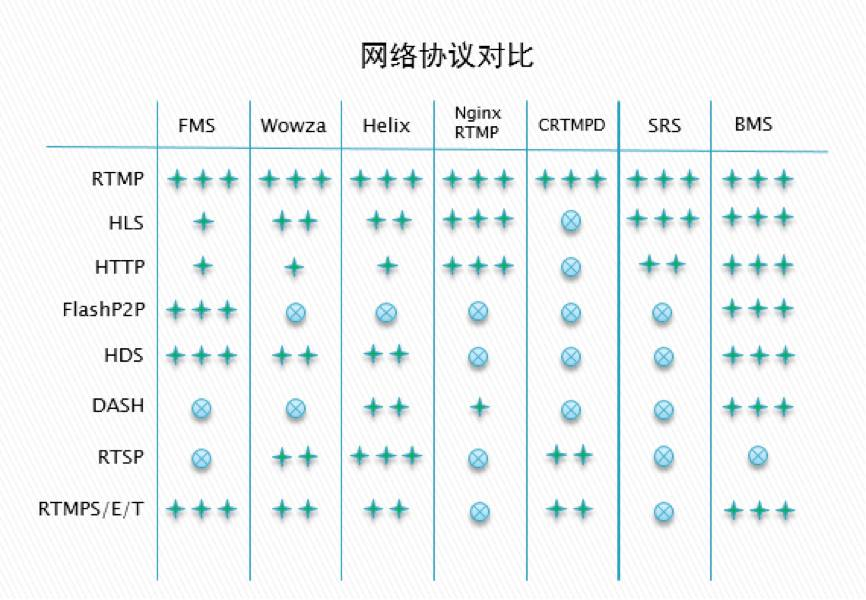 网络协议对比
FMS Wowza Helix Nginx RTMP CRTMPD SRS BMS
RTMP
HLS
HTTP
FlashP2P
HDS
DASH
RTSP
RTMPS/E/T